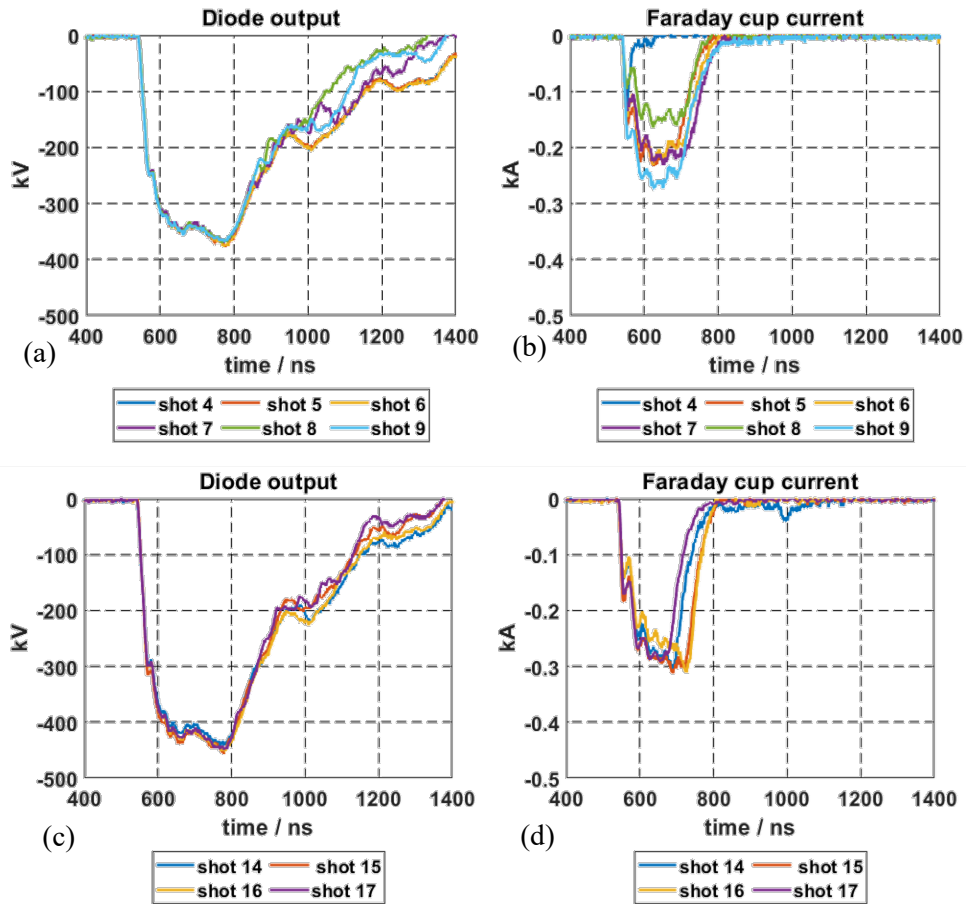 Diode output
0
-100
-200
-300
-400
-500
kV
400 600 800 1000 1200 1400
time / ns
(a)
shot 4 shot 5 shot 6
shot 7 shot 8 shot 9
Faraday cup current
0
-0.1
-0.2
-0.3
-0.4
-0.5
kA
400 600 800 1000 1200 1400
time / ns
(b)
shot 4 shot 5 shot 6
shot 7 shot 8 shot 9
Diode output
0
-100
-200
-300
-400
-500
kV
400 600 800 1000 1200 1400
time / ns
(c)
shot 14 shot 15
shot 16 shot 17
Faraday cup current
0
-0.1
-0.2
-0.3
-0.4
-0.5
kA
400 600 800 1000 1200 1400
time / ns
(d)
shot 14 shot 15
shot 16 shot 17